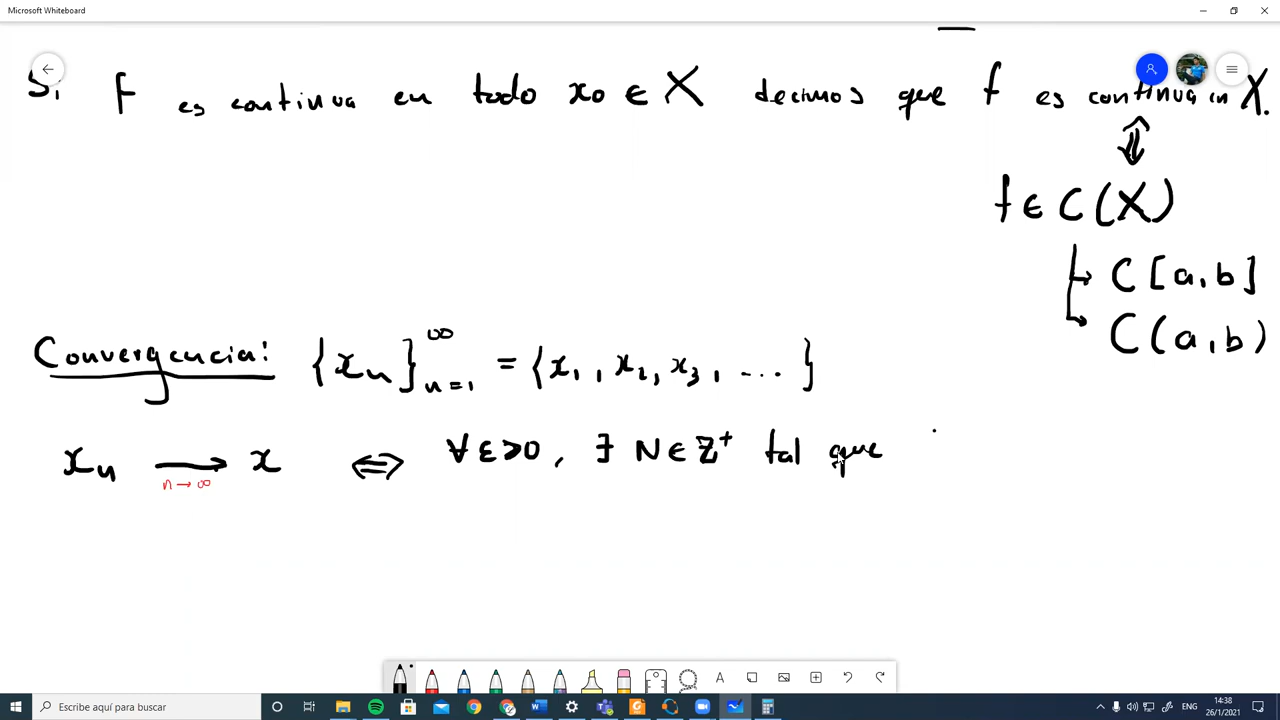 Microsoft Whiteboard
Si f es continua en todo x0 ∈ X decimos que f es continua en X.
⇕
f ∈ C(X)
→ C[a,b]
→ C(a,b)
Convergencia: {xn}∞n=1 = {x1, x2, x3, ...}
xn ⟶ x ⇔ ∀ε>0, ∃ N∈Z+ tal que
n→∞
A
Escribe aquí para buscar
14:38
26/1/2021